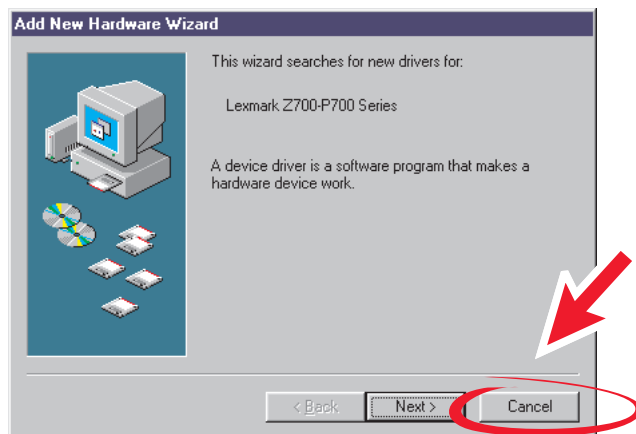 Add New Hardware Wizard
This wizard searches for new drivers for:
Lexmark Z700-P700 Series
A device driver is a software program that makes a
hardware device work.
< Back
Next >
Cancel